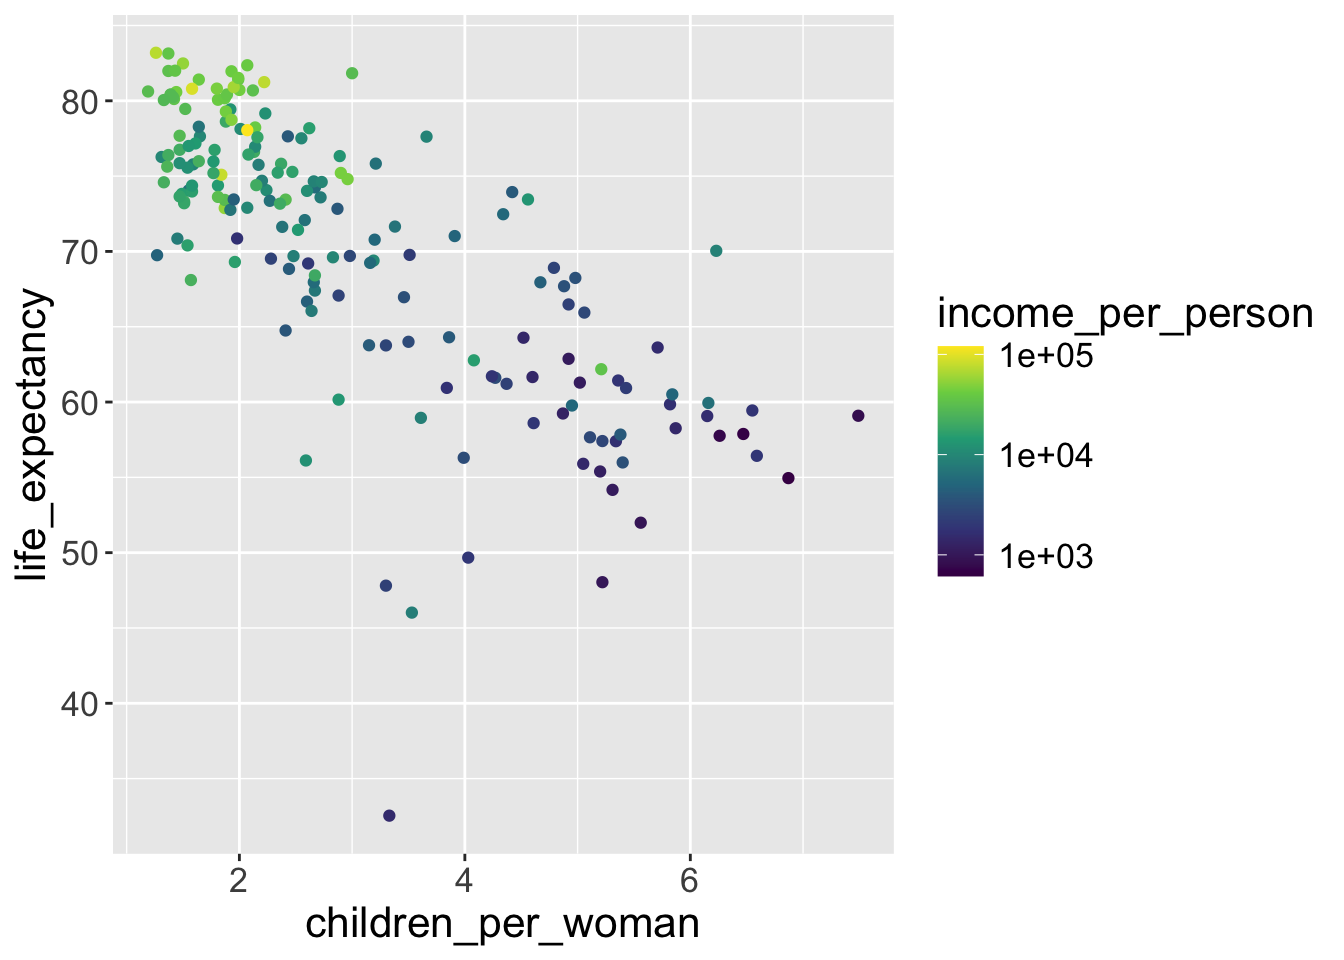 80
70
60
50
40
life_expectancy
2 4 6
children_per_woman
income_per_person
1e+05
1e+04
1e+03